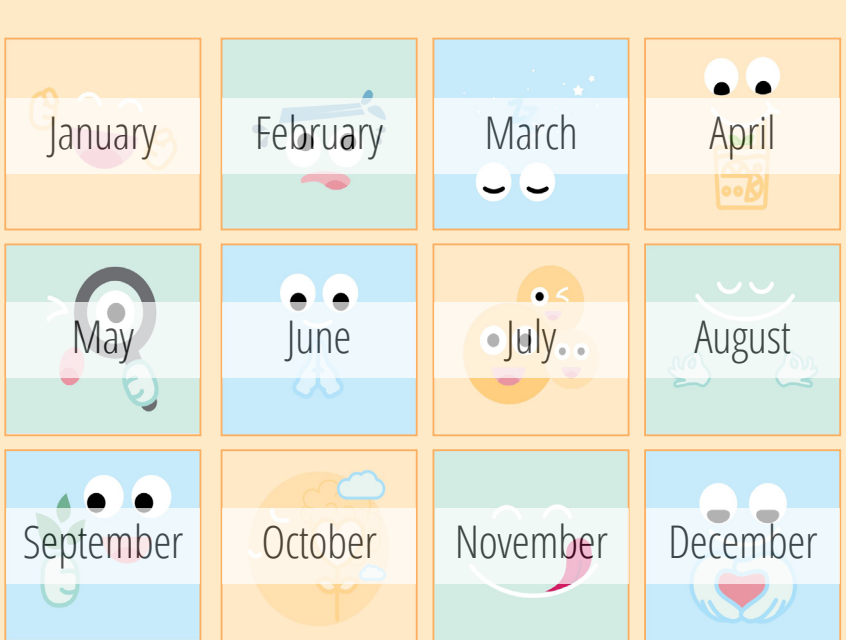 January
February
March
April
May
June
July
August
September
October
November
December